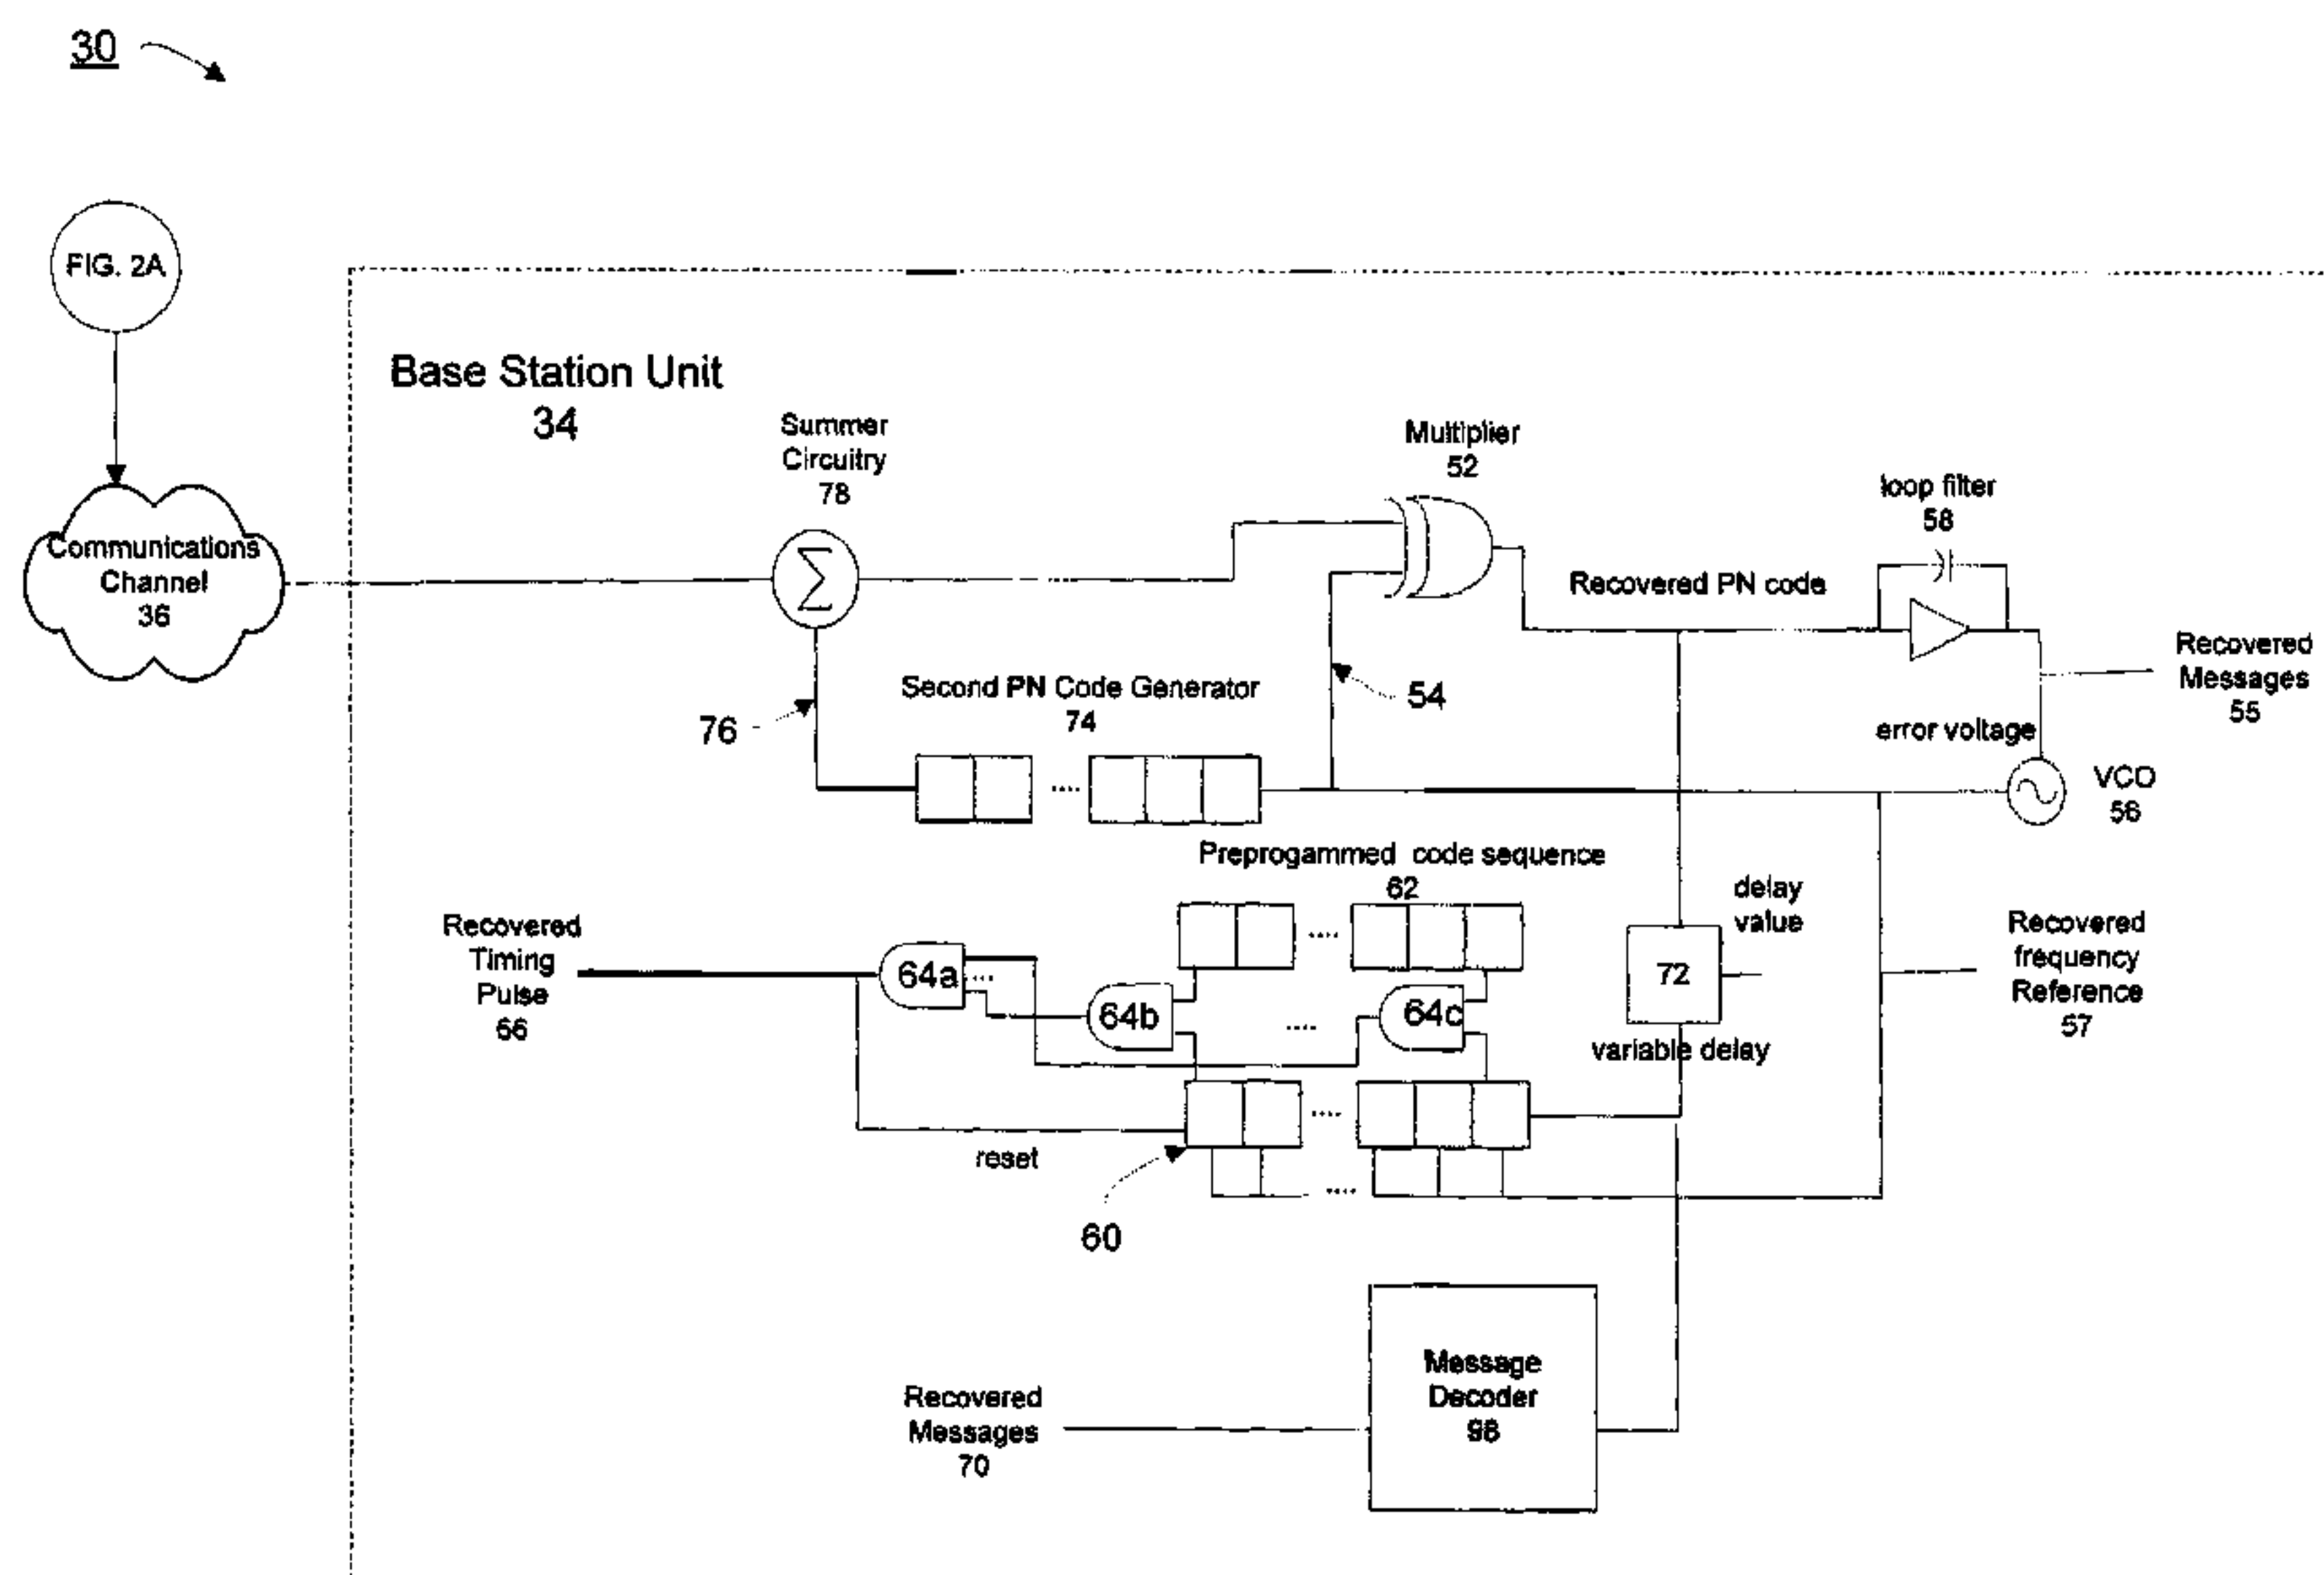 30
FIG. 2A
Communications
Channel
36
Base Station Unit
34
Summer
Circuitry
78
Multiplier
52
loop filter
58
Recovered PN code
Recovered
Messages
55
error voltage
VCO
56
Second PN Code Generator
74
76
54
Preprogammed code sequence
62
delay
value
72
variable delay
Recovered
frequency
Reference
57
Recovered
Timing
Pulse
66
64a
64b
64c
....
....
....
....
....
reset
60
Message
Decoder
98
Recovered
Messages
70